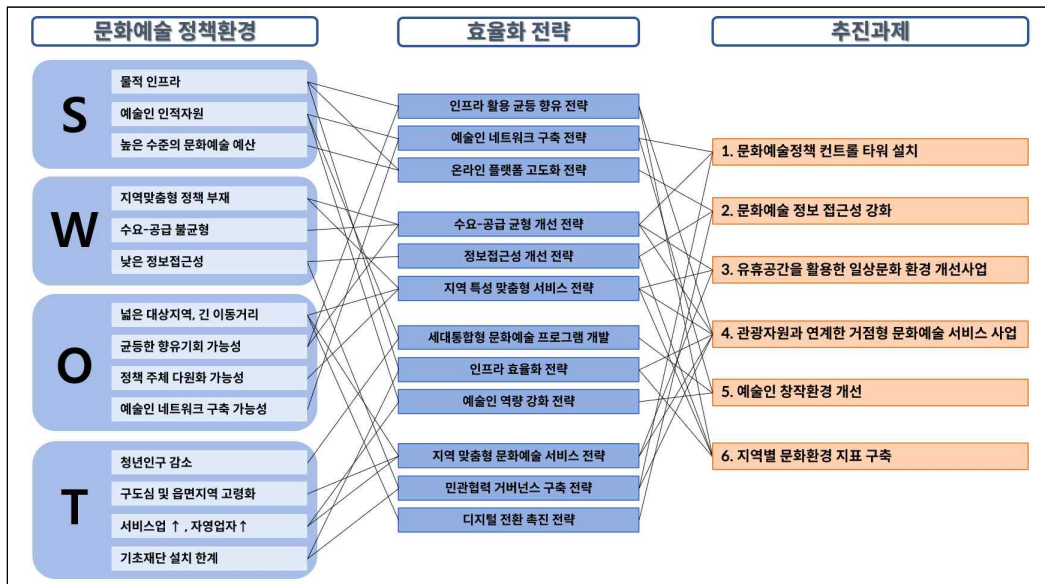 문화예술 정책환경
효율화 전략
추진과제
S
물적 인프라
예술인 인적자원
높은 수준의 문화예술 예산
W
지역맞춤형 정책 부재
수요-공급 불균형
낮은 정보접근성
O
넓은 대상지역, 긴 이동거리
균등한 향유기회 가능성
정책 주체 다원화 가능성
예술인 네트워크 구축 가능성
T
청년인구 감소
구도심 및 읍면지역 고령화
서비스업 ↑ , 자영업자↑
기초재단 설치 한계
인프라 활용 균등 향유 전략
예술인 네트워크 구축 전략
온라인 플랫폼 고도화 전략
수요-공급 균형 개선 전략
정보접근성 개선 전략
지역 특성 맞춤형 서비스 전략
세대통합형 문화예술 프로그램 개발
인프라 효율화 전략
예술인 역량 강화 전략
지역 맞춤형 문화예술 서비스 전략
민관협력 거버넌스 구축 전략
디지털 전환 촉진 전략
1. 문화예술정책 컨트롤 타워 설치
2. 문화예술 정보 접근성 강화
3. 유휴공간을 활용한 일상문화 환경 개선사업
4. 관광자원과 연계한 거점형 문화예술 서비스 사업
5. 예술인 창작환경 개선
6. 지역별 문화환경 지표 구축